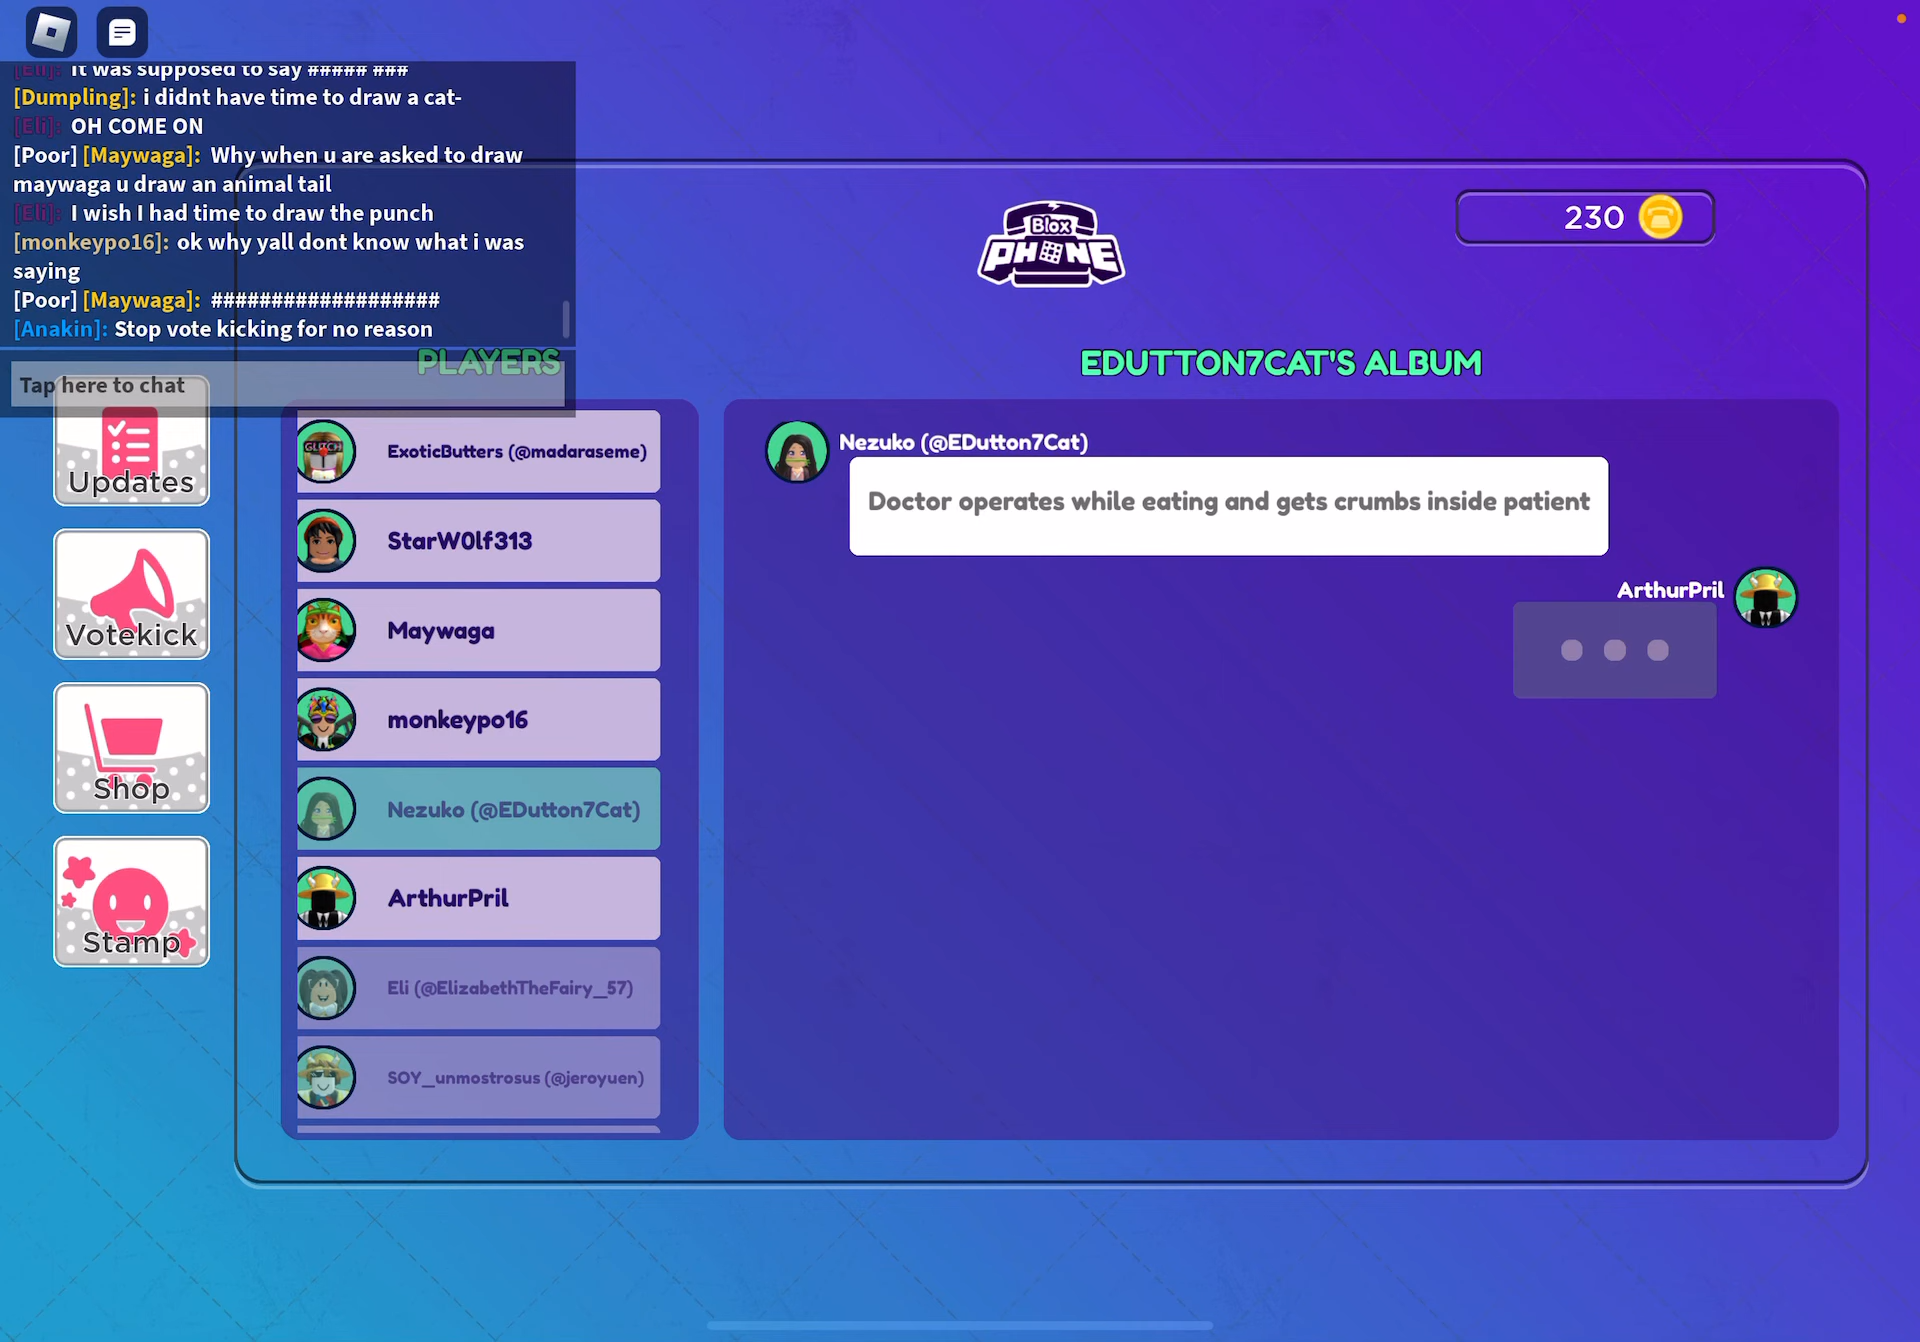 [Eli]: It was supposed to say ##### ###
[Dumpling]: i didnt have time to draw a cat-
[Eli]: OH COME ON
[Poor] [Maywaga]: Why when u are asked to draw
maywaga u draw an animal tail
[Eli]: I wish I had time to draw the punch
[monkeypo16]: ok why yall dont know what i was
saying
[Poor] [Maywaga]: ###################
[Anakin]: Stop vote kicking for no reason
Tap here to chat
Blox
PHONE
230
PLAYERS
EDUTTON7CAT'S ALBUM
Updates
Votekick
Shop
Stamp
GLITCH
ExoticButters (@madaraseme)
StarW0lf313
Maywaga
monkeypo16
Nezuko (@EDutton7Cat)
ArthurPril
Eli (@ElizabethTheFairy_57)
SOY_unmostrosus (@jeroyuen)
Nezuko (@EDutton7Cat)
Doctor operates while eating and gets crumbs inside patient
ArthurPril